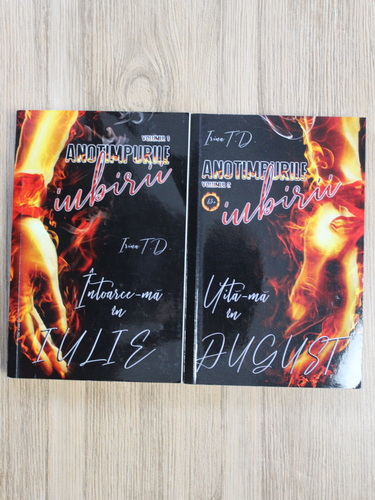 VOLUMUL 1
ANOTIMPURILE
iubirii
Irina T.D.
Întoarce-mă
în
IULIE
Irina T.D.
ANOTIMPURILE
VOLUMUL 2
iubirii
Uită-mă
în
AUGUST